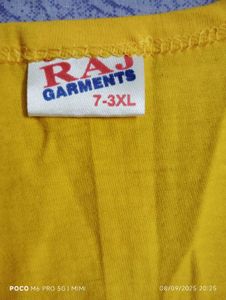 RAJ
GARMENTS
7-3XL
POCO M6 PRO 5G | MIMI
08/09/2025 20:25